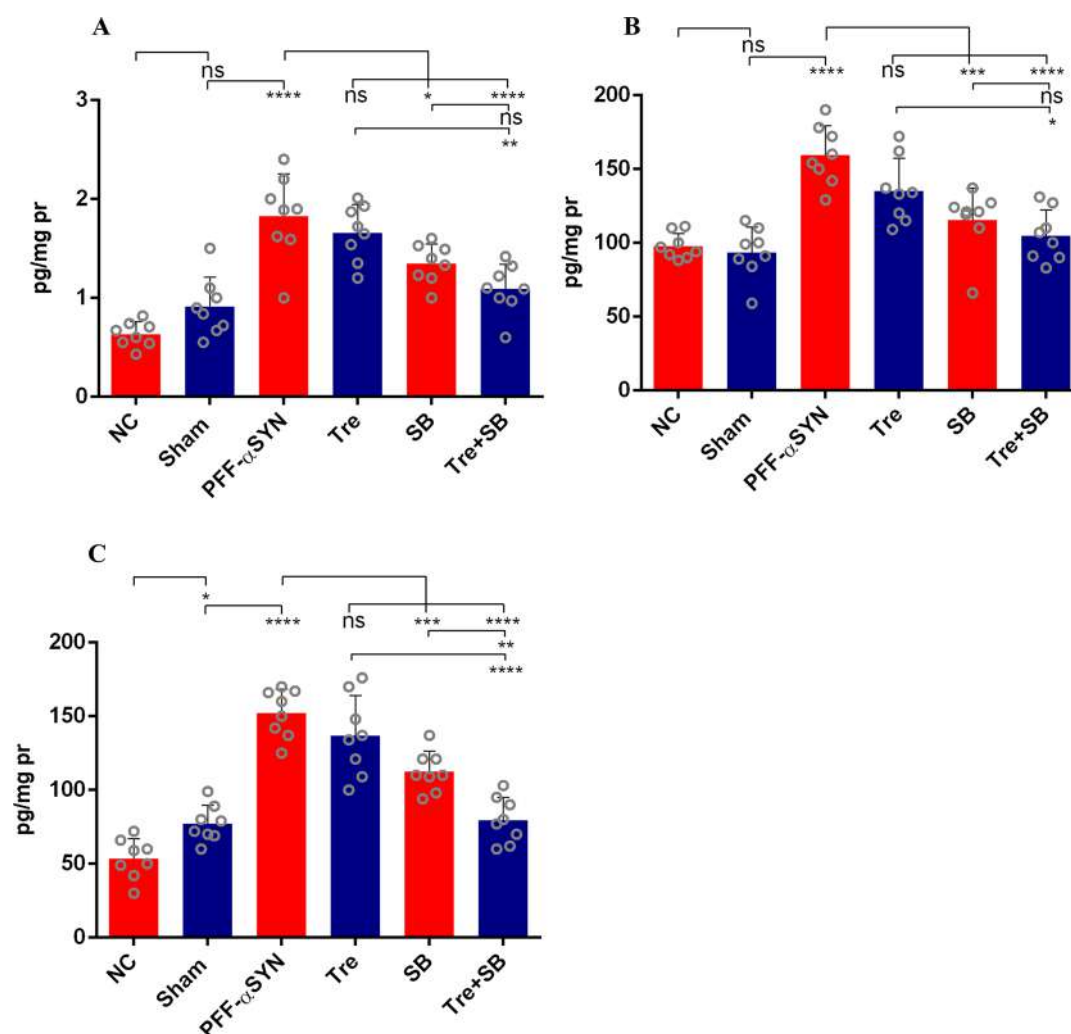 A
ns
****
ns * ****
ns
**
3
2
1
0
pg/mg pr
NC
Sham
PFF-αSYN
Tre
SB
Tre+SB
B
ns
****
ns *** ****
ns
*
200
150
100
50
0
pg/mg pr
NC
Sham
PFF-αSYN
Tre
SB
Tre+SB
C
*
****
ns *** ****
**
****
200
150
100
50
0
pg/mg pr
NC
Sham
PFF-αSYN
Tre
SB
Tre+SB